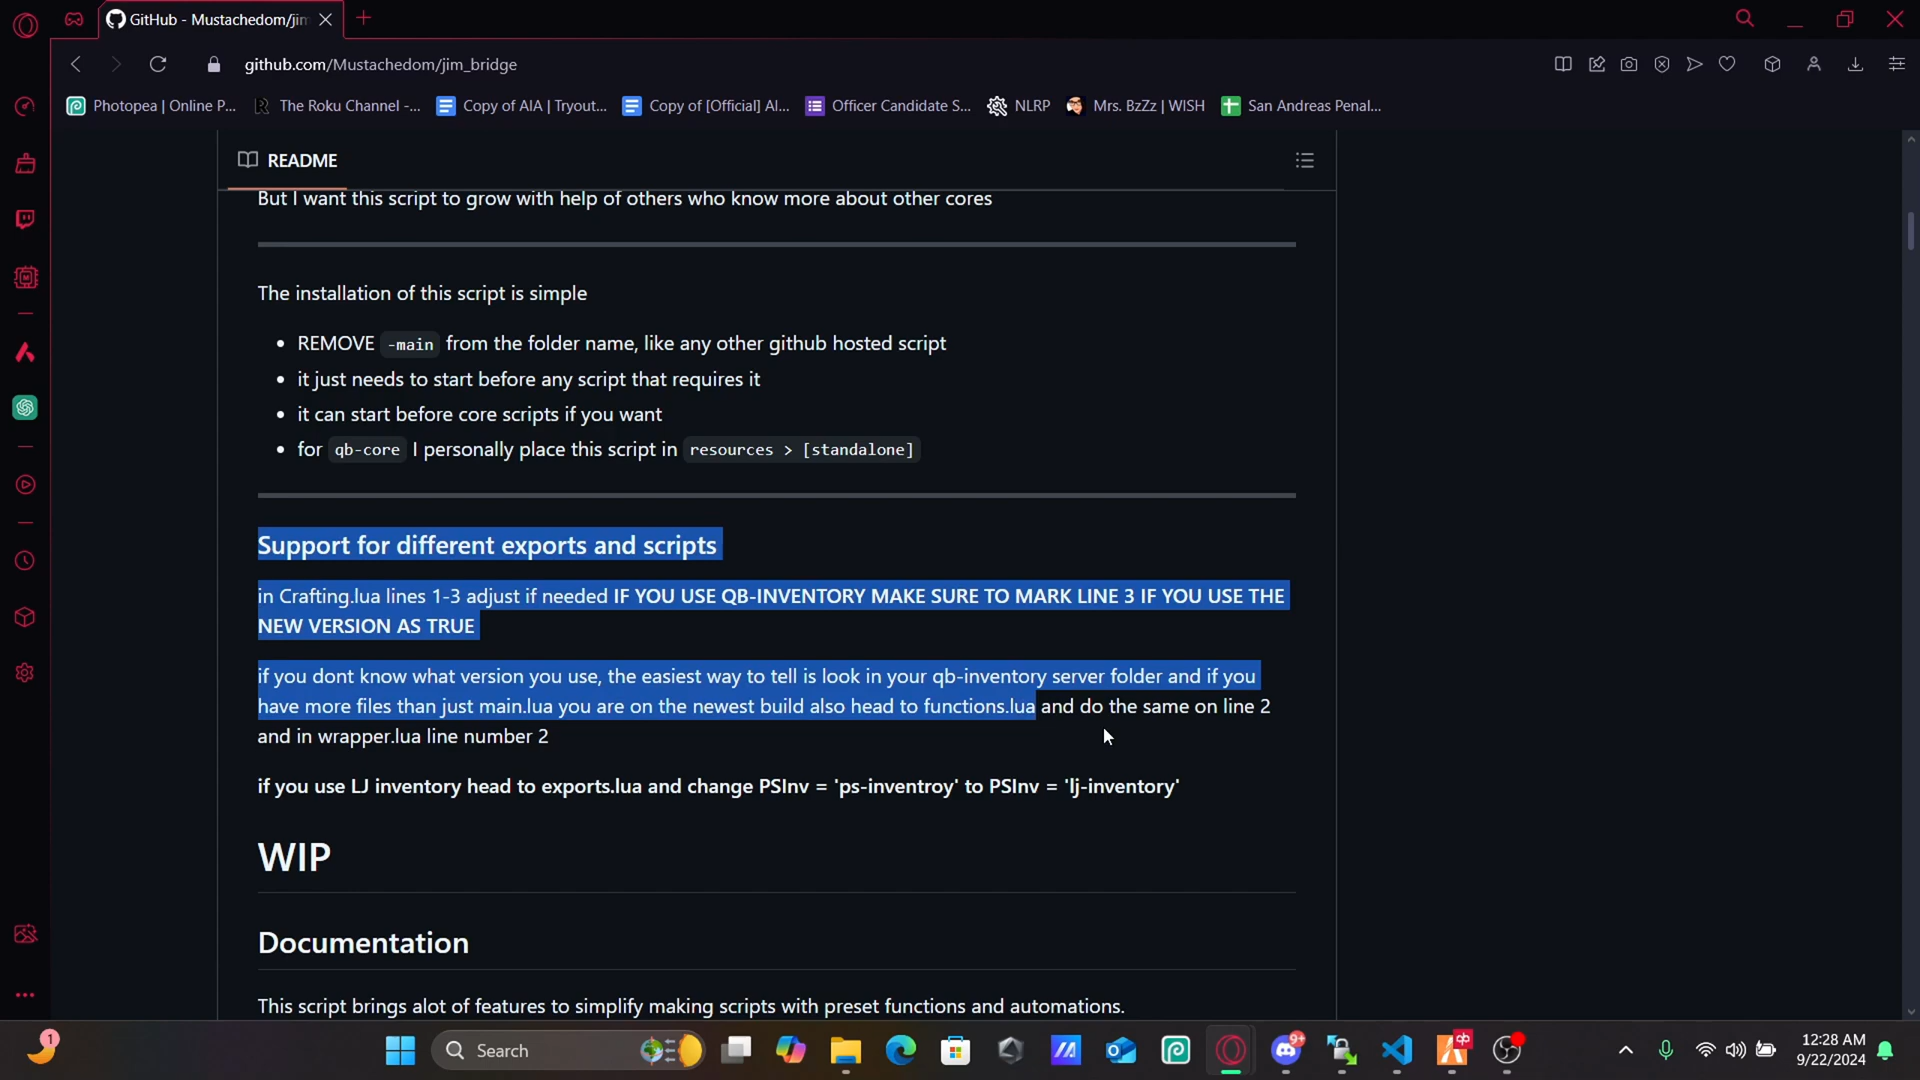 GitHub - Mustachedom/jim
github.com/Mustachedom/jim_bridge
Photopea | Online P...
The Roku Channel -...
Copy of AIA | Tryout...
Copy of [Official] AI...
Officer Candidate S...
NLRP
Mrs. BzZz | WISH
San Andreas Penal...
README
But I want this script to grow with help of others who know more about other cores
The installation of this script is simple
• REMOVE -main from the folder name, like any other github hosted script
• it just needs to start before any script that requires it
• it can start before core scripts if you want
• for qb-core I personally place this script in resources > [standalone]
Support for different exports and scripts
in Crafting.lua lines 1-3 adjust if needed IF YOU USE QB-INVENTORY MAKE SURE TO MARK LINE 3 IF YOU USE THE
NEW VERSION AS TRUE
if you dont know what version you use, the easiest way to tell is look in your qb-inventory server folder and if you
have more files than just main.lua you are on the newest build also head to functions.lua and do the same on line 2
and in wrapper.lua line number 2
if you use LJ inventory head to exports.lua and change PSInv = 'ps-inventroy' to PSInv = 'lj-inventory'
WIP
Documentation
This script brings alot of features to simplify making scripts with preset functions and automations.
1
Search
9+
qb
12:28 AM
9/22/2024